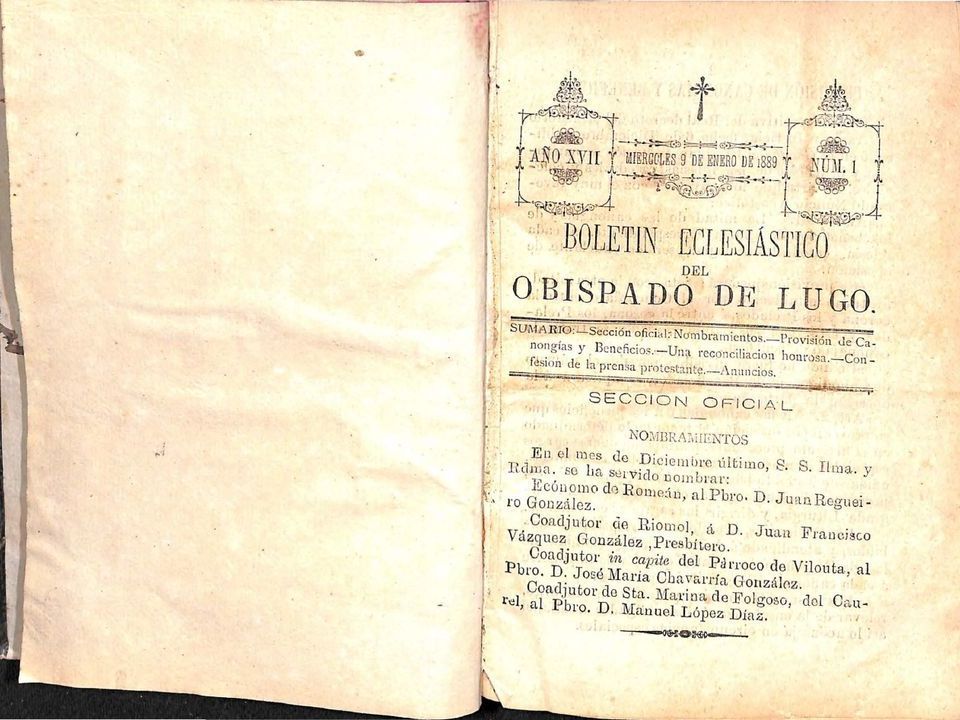 AÑO XVII
MIERCOLES 9 DE ENERO DE 1889
NÚM. 1
BOLETIN ECLESIÁSTICO
DEL
OBISPADO DE LUGO.
SUMARIO:—Sección oficial: Nombramientos.—Provisión de Ca-
nongías y Beneficios.—Una reconciliacion honrosa.—Con-
fesion de la prensa protestante.—Anuncios.
SECCION OFICIAL
NOMBRAMIENTOS
En el mes de Diciembre último, S. S. Ilma. y
Rdma. se ha servido nombrar:
Ecónomo de Romeán, al Pbro. D. Juan Reguei-
ro González.
Coadjutor de Riomol, á D. Juan Francisco
Vázquez González ,Presbítero.
Coadjutor in capite del Párroco de Vilouta, al
Pbro. D. José María Chavarría González.
Coadjutor de Sta. Marina de Folgoso, del Cau-
rel, al Pbro. D. Manuel López Díaz.